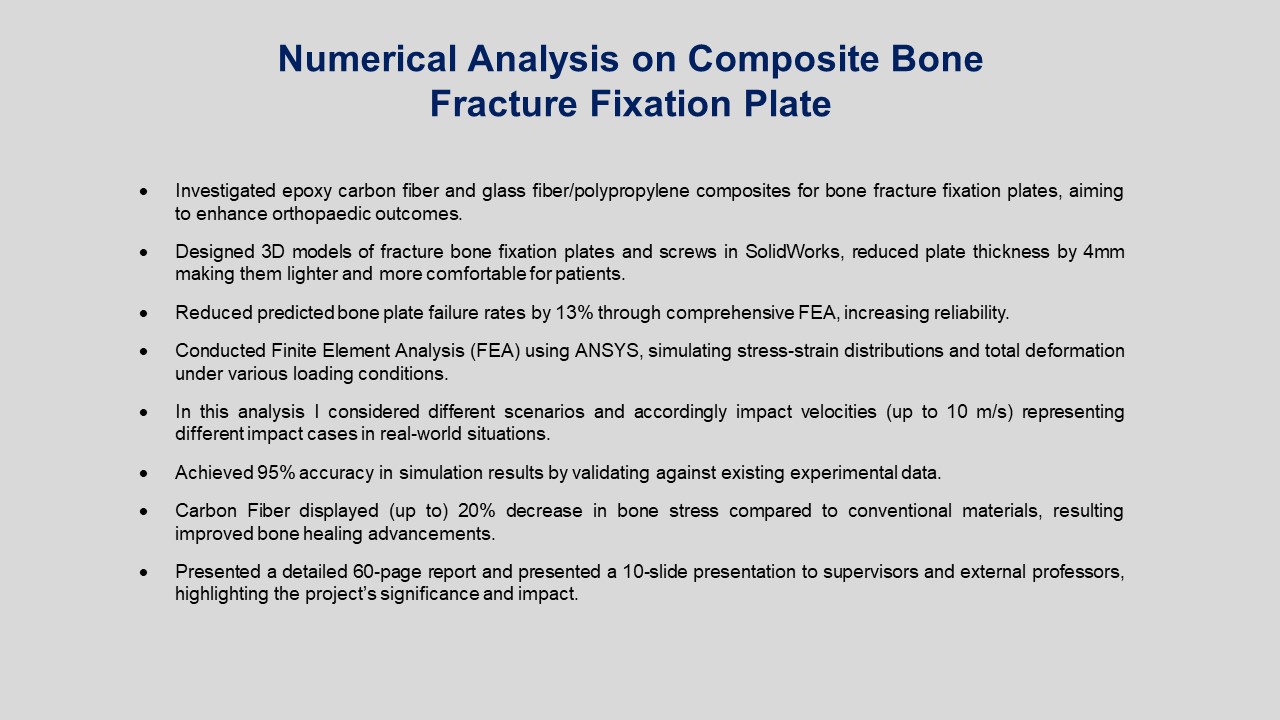 Numerical Analysis on Composite Bone
Fracture Fixation Plate
• Investigated epoxy carbon fiber and glass fiber/polypropylene composites for bone fracture fixation plates, aiming
to enhance orthopaedic outcomes.
• Designed 3D models of fracture bone fixation plates and screws in SolidWorks, reduced plate thickness by 4mm
making them lighter and more comfortable for patients.
• Reduced predicted bone plate failure rates by 13% through comprehensive FEA, increasing reliability.
• Conducted Finite Element Analysis (FEA) using ANSYS, simulating stress-strain distributions and total deformation
under various loading conditions.
• In this analysis I considered different scenarios and accordingly impact velocities (up to 10 m/s) representing
different impact cases in real-world situations.
• Achieved 95% accuracy in simulation results by validating against existing experimental data.
• Carbon Fiber displayed (up to) 20% decrease in bone stress compared to conventional materials, resulting
improved bone healing advancements.
• Presented a detailed 60-page report and presented a 10-slide presentation to supervisors and external professors,
highlighting the project’s significance and impact.